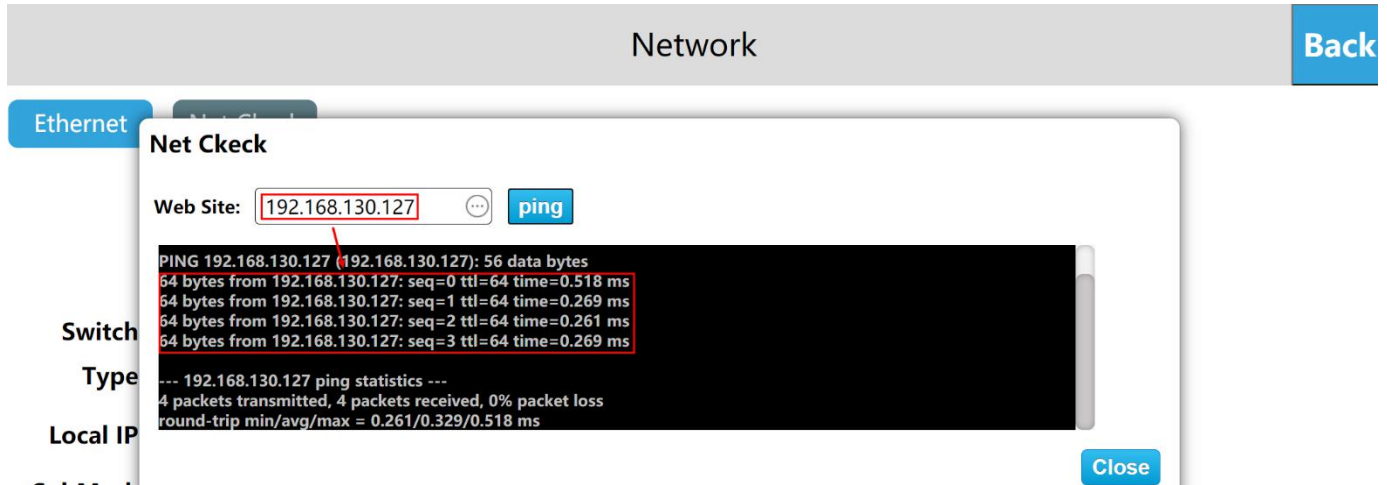 Network
Back
Ethernet
Net Ckeck
Web Site: 192.168.130.127 ping
PING 192.168.130.127 (192.168.130.127): 56 data bytes
64 bytes from 192.168.130.127: seq=0 ttl=64 time=0.518 ms
64 bytes from 192.168.130.127: seq=1 ttl=64 time=0.269 ms
64 bytes from 192.168.130.127: seq=2 ttl=64 time=0.261 ms
64 bytes from 192.168.130.127: seq=3 ttl=64 time=0.269 ms
--- 192.168.130.127 ping statistics ---
4 packets transmitted, 4 packets received, 0% packet loss
round-trip min/avg/max = 0.261/0.329/0.518 ms
Switch
Type
Local IP
Close